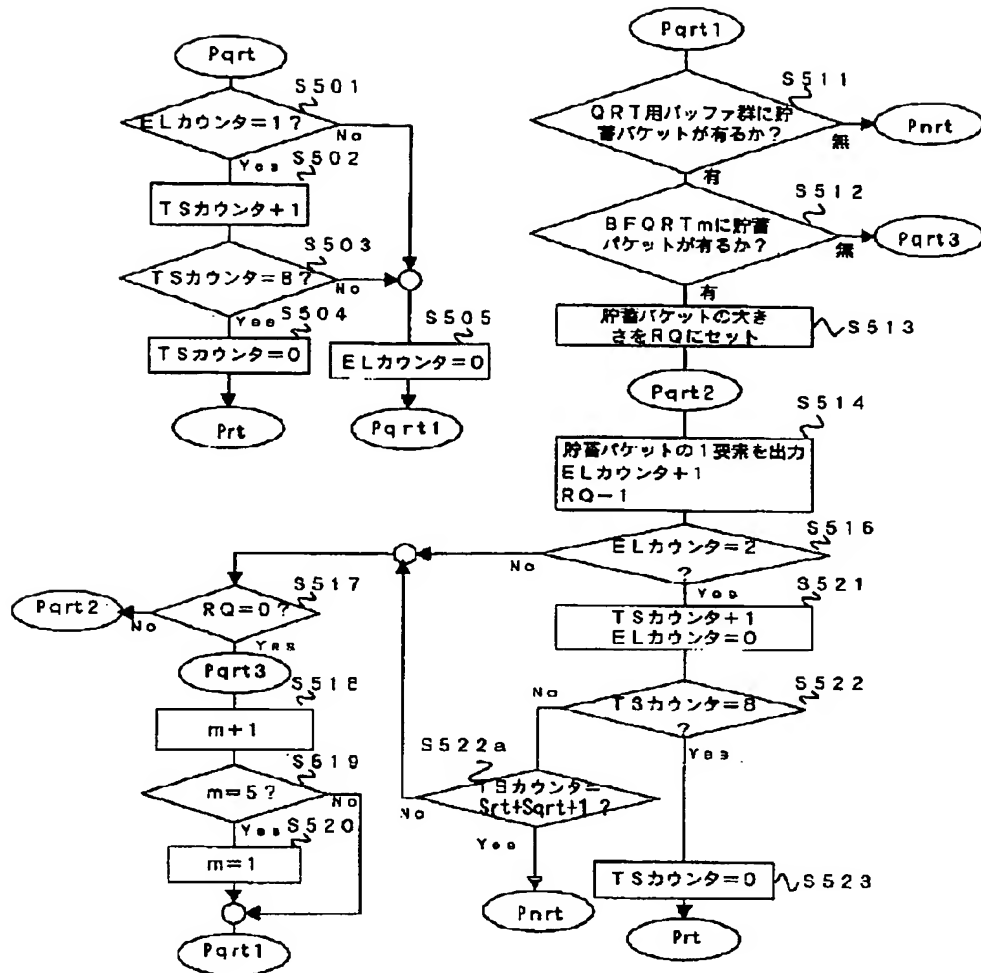 Pqrt
S501
ELカウンタ=1?
No
Yes
S502
TSカウンタ+1
S503
TSカウンタ=8?
No
Yes
S504
TSカウンタ=0
Prt
S505
ELカウンタ=0
Pqrt1
Pqrt1
S511
QRT用バッファ群に貯
蓄パケットが有るか?
無
Pnrt
有
S512
BFQRTmに貯蓄
パケットが有るか?
無
Pqrt3
有
貯蓄パケットの大き
さをRQにセット
S513
Pqrt2
S514
貯蓄パケットの1要素を出力
ELカウンタ+1
RQ-1
S516
ELカウンタ=2
?
No
Yes
S521
TSカウンタ+1
ELカウンタ=0
S522
TSカウンタ=8
?
No
Yes
S522a
TSカウンタ=
Srt+Sqrt+1?
No
Yes
Pnrt
TSカウンタ=0
S523
Prt
S517
RQ=0?
No
Pqrt2
Yes
Pqrt3
S518
m+1
S519
m=5?
No
Yes
S520
m=1
Pqrt1